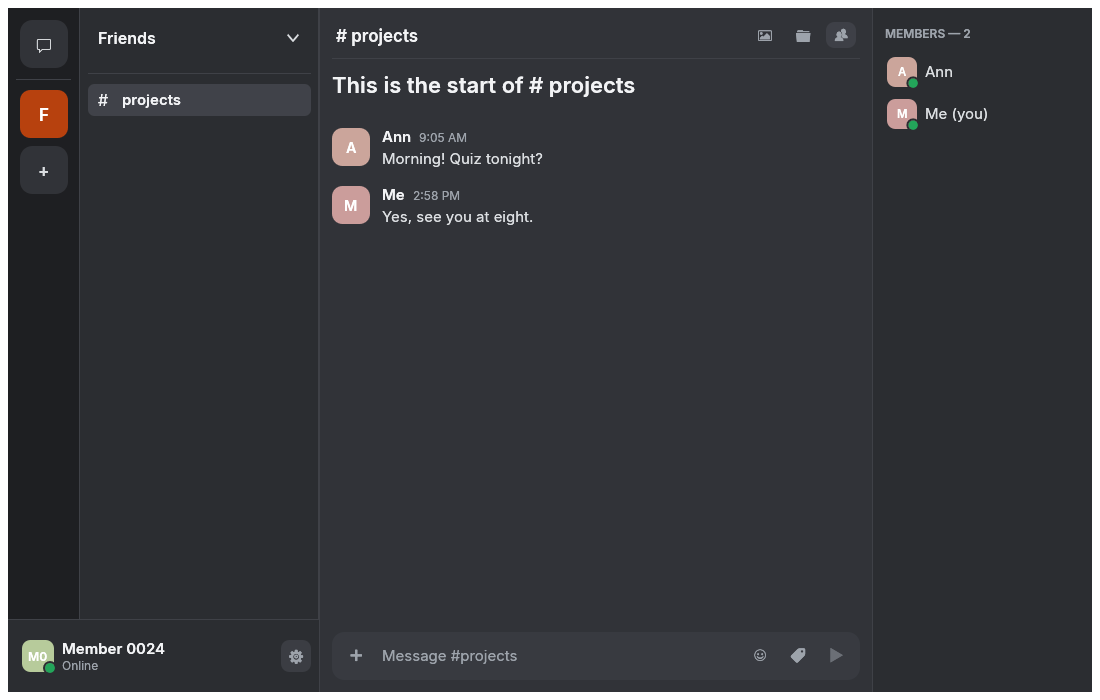 F
+
Friends
# projects
# projects
This is the start of # projects
A
Ann 9:05 AM
Morning! Quiz tonight?
M
Me 2:58 PM
Yes, see you at eight.
MEMBERS — 2
A Ann
M Me (you)
M0
Member 0024
Online
+ Message #projects